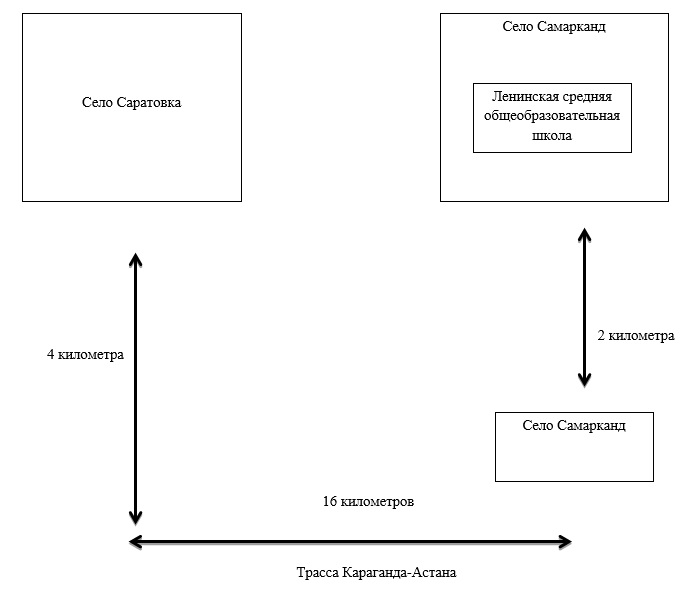 Село Самарканд
Село Саратовка
Ленинская средняя
общеобразовательная
школа
4 километра
2 километра
Село Самарканд
16 километров
Трасса Караганда-Астана